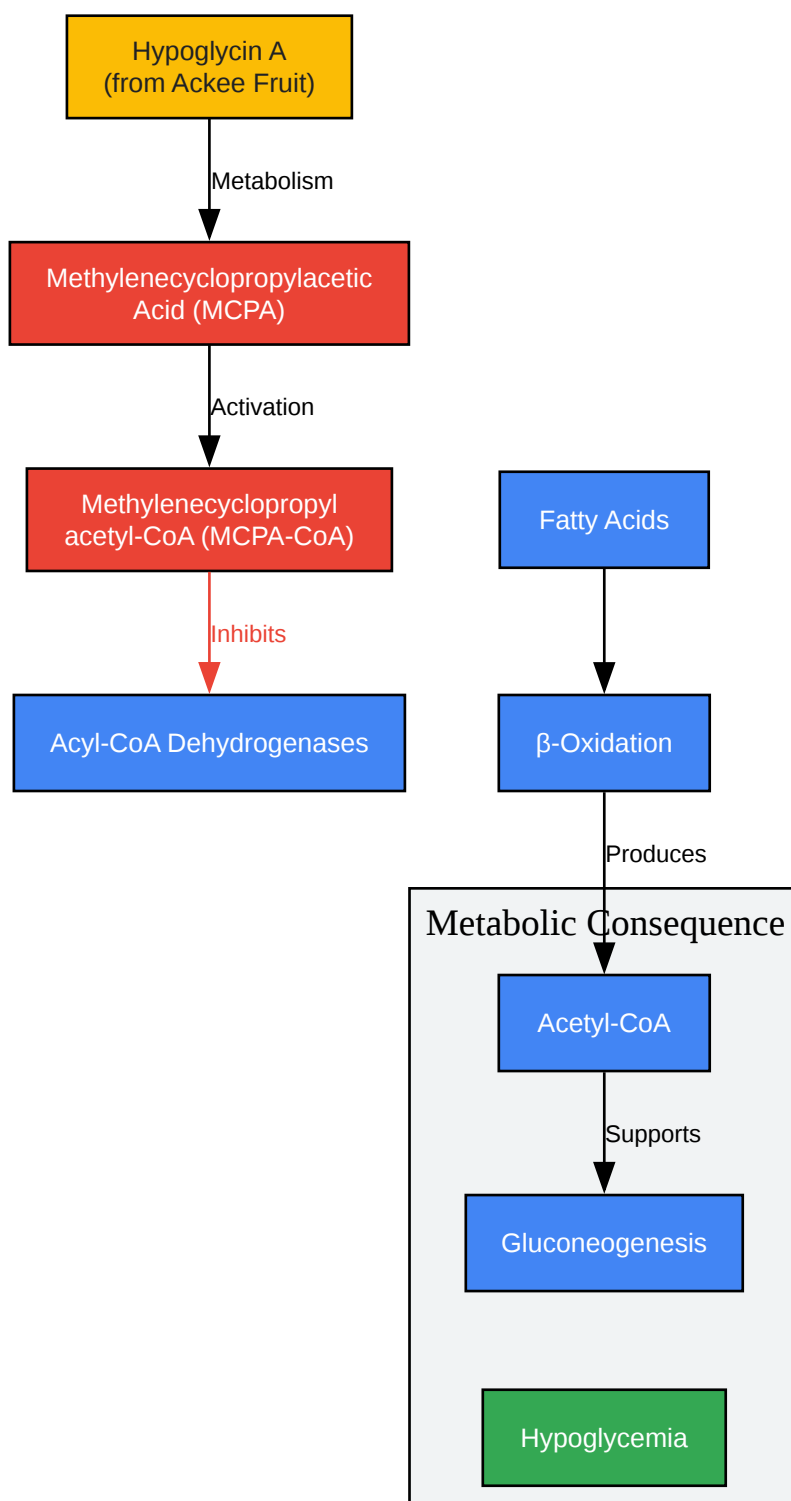 Hypoglycin A
(from Ackee Fruit)
Metabolism
Methylenecyclopropylacetic
Acid (MCPA)
Activation
Methylenecyclopropyl
acetyl-CoA (MCPA-CoA)
Fatty Acids
Inhibits
Acyl-CoA Dehydrogenases
β-Oxidation
Produces
Metabolic Consequence
Acetyl-CoA
Supports
Gluconeogenesis
Hypoglycemia